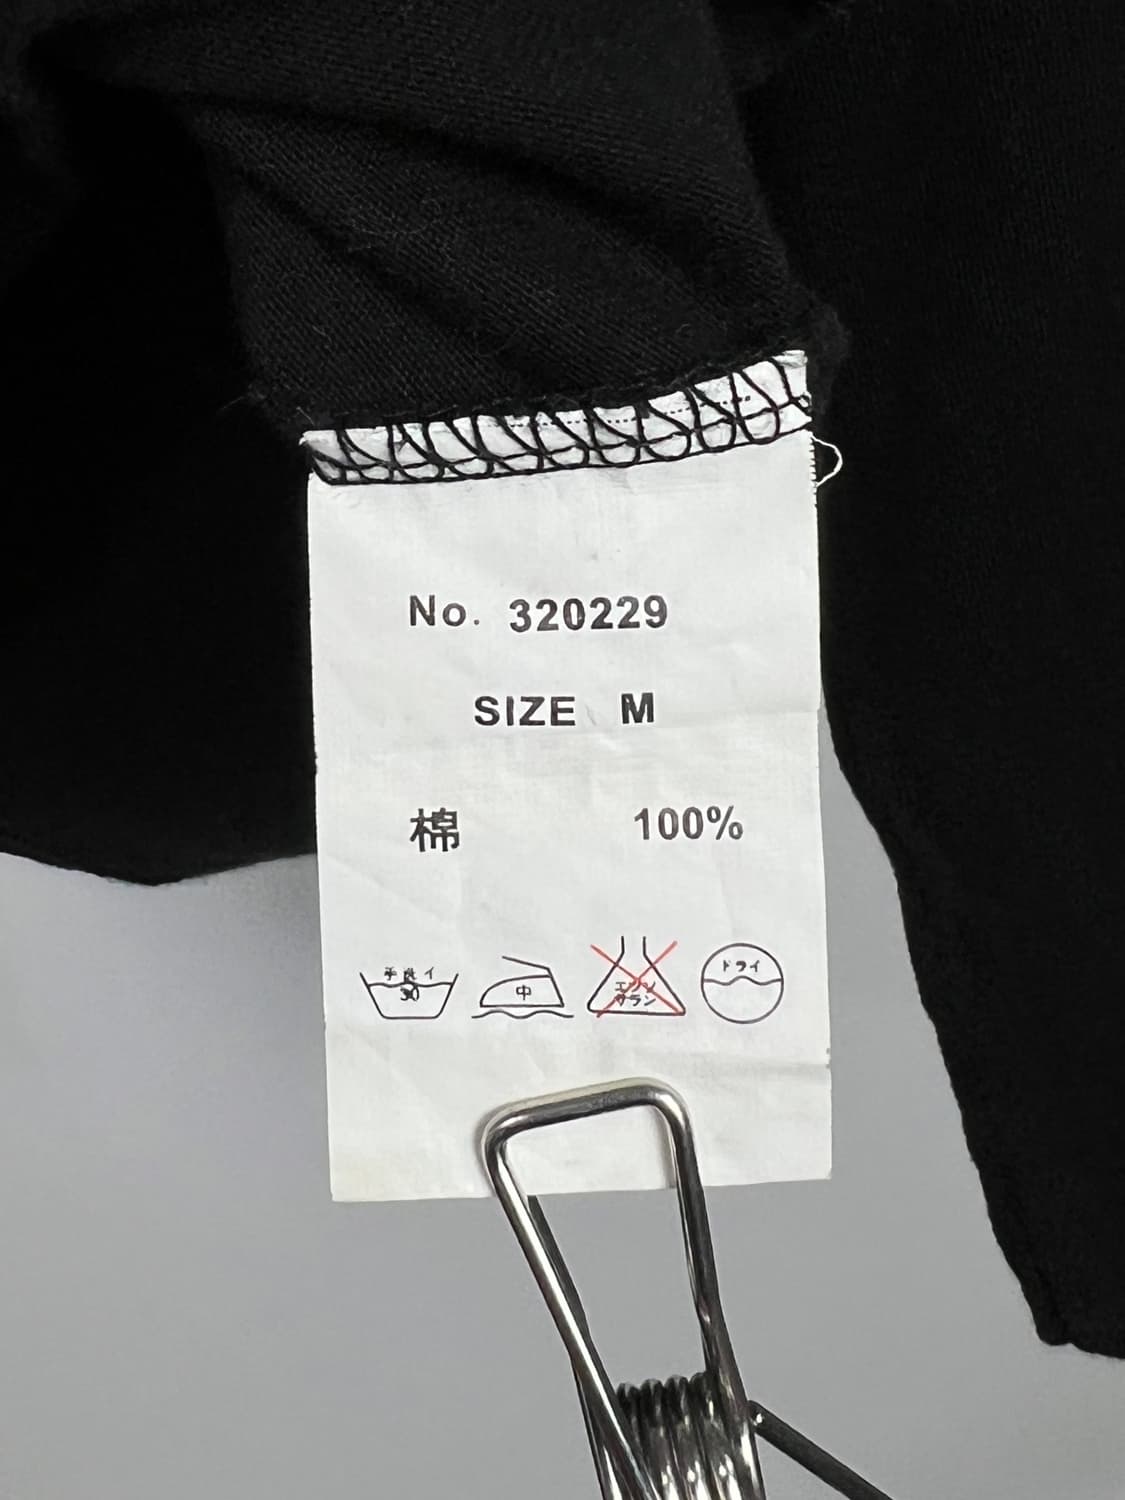 No. 320229
SIZE M
棉 100%
手洗イ
30
中
エンソ
サラシ
ドライ